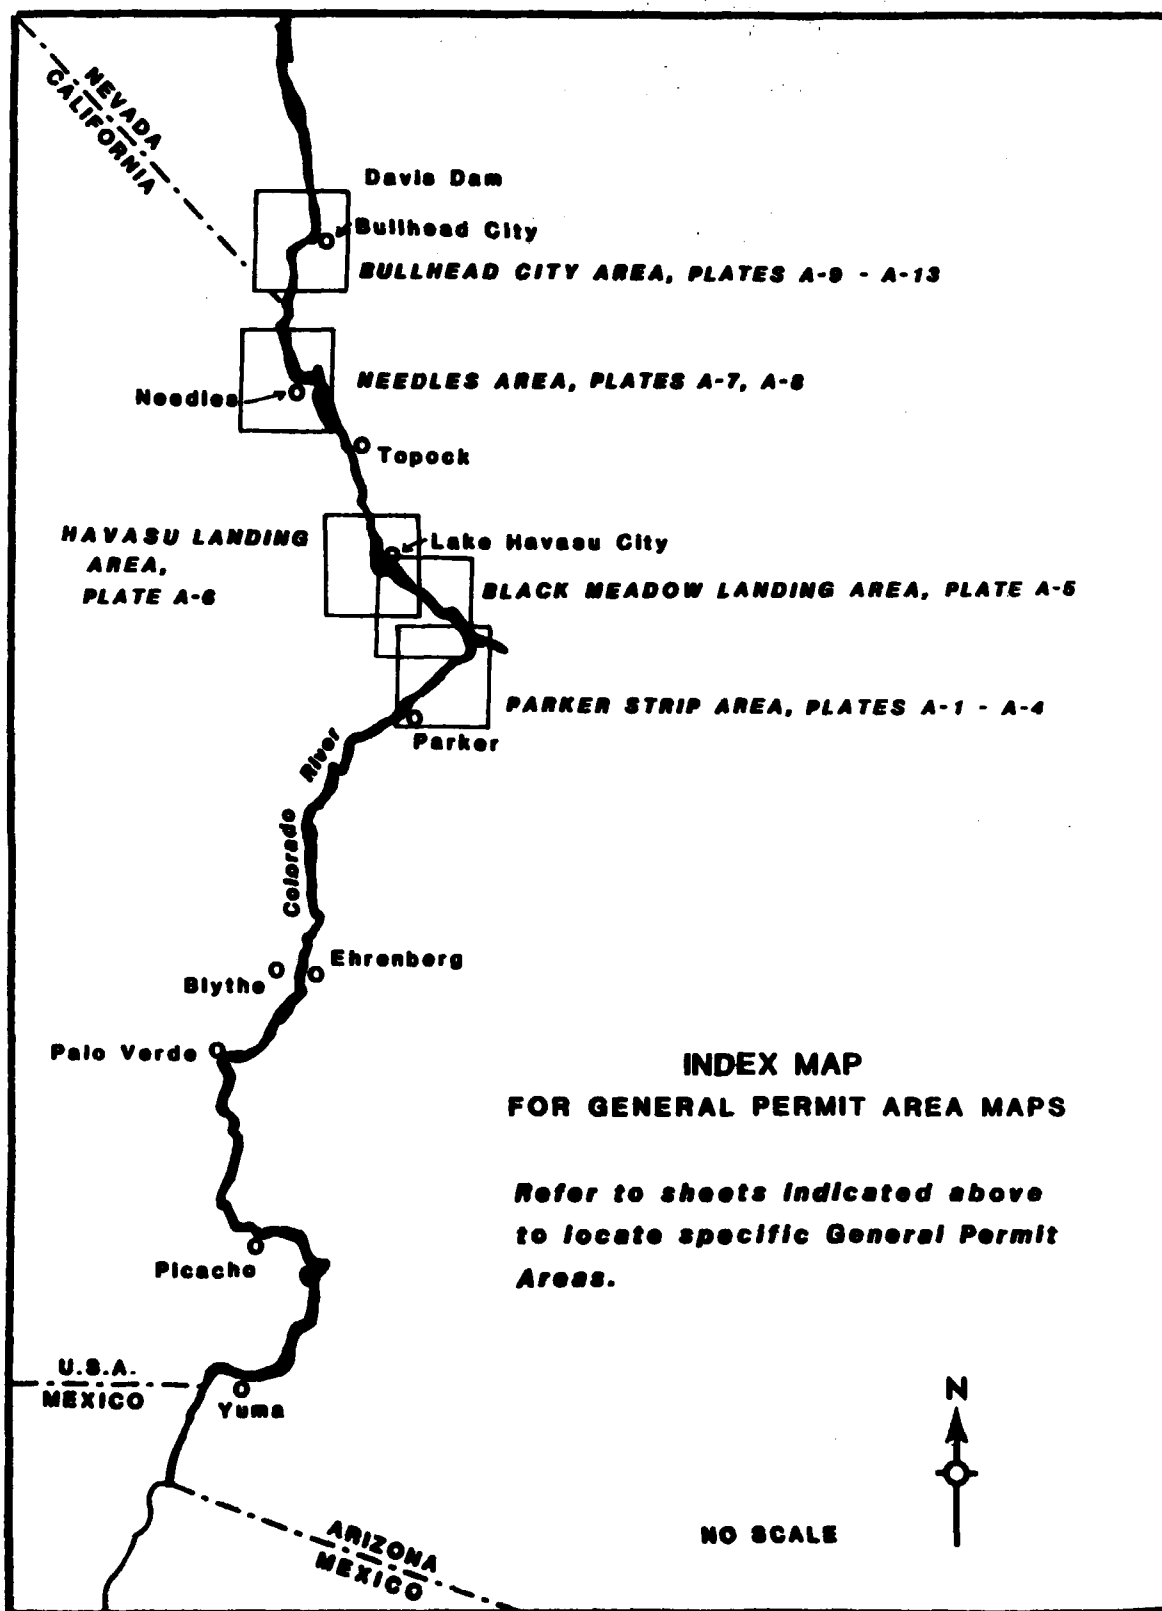 NEVADA
CALIFORNIA
Davis Dam
Bullhead City
BULLHEAD CITY AREA, PLATES A-9 - A-13
NEEDLES AREA, PLATES A-7, A-8
Needles
Topock
HAVASU LANDING
AREA,
PLATE A-6
Lake Havasu City
BLACK MEADOW LANDING AREA, PLATE A-5
PARKER STRIP AREA, PLATES A-1 - A-4
Parker
Colorado River
Ehrenberg
Blythe
Palo Verde
INDEX MAP
FOR GENERAL PERMIT AREA MAPS
Refer to sheets indicated above
to locate specific General Permit
Areas.
Picacho
U.S.A.
MEXICO
Yuma
N
NO SCALE
ARIZONA
MEXICO